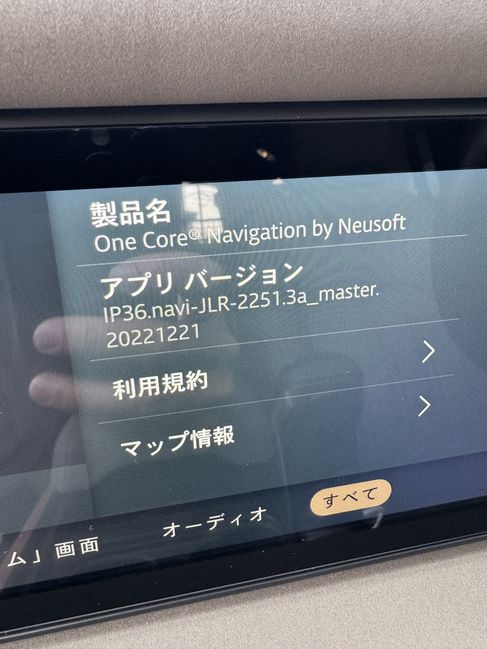 製品名
One Core® Navigation by Neusoft
アプリ バージョン
IP36.navi-JLR-2251.3a_master.
20221221
利用規約
マップ情報
ム」画面
オーディオ
すべて